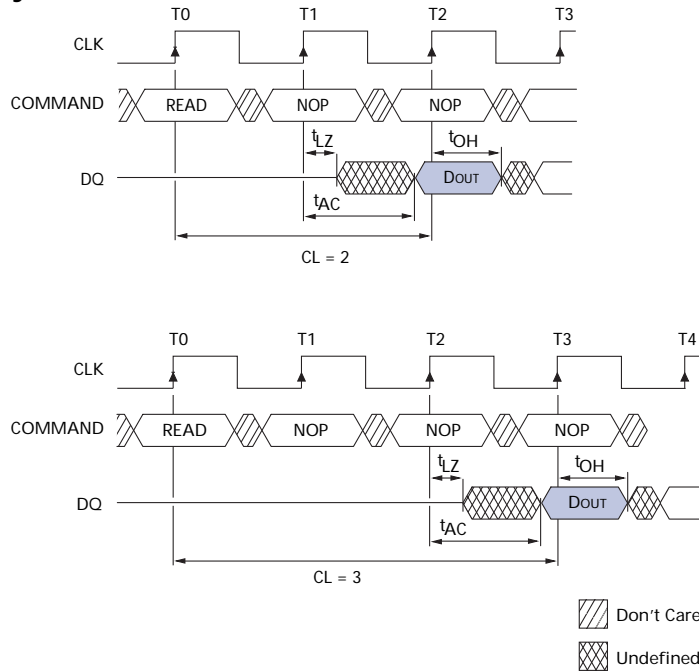 T0 T1 T2 T3
CLK
COMMAND READ NOP NOP
tLZ tOH
DQ DOUT
tAC
CL = 2
T0 T1 T2 T3 T4
CLK
COMMAND READ NOP NOP NOP
tLZ tOH
DQ DOUT
tAC
CL = 3
Don't Care
Undefined